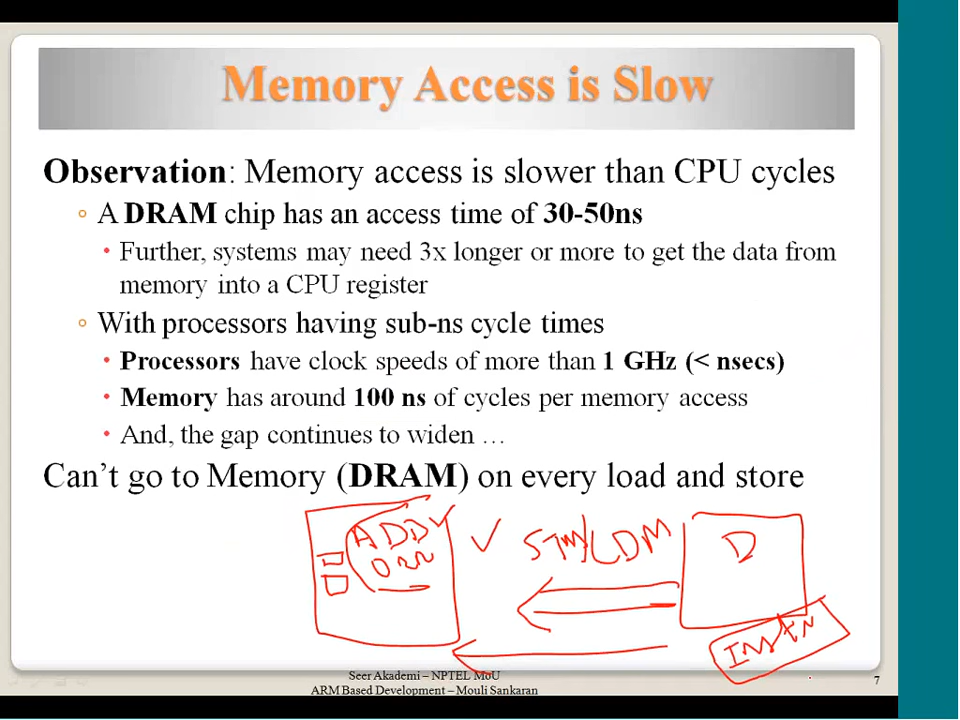 Memory Access is Slow
Observation: Memory access is slower than CPU cycles
A DRAM chip has an access time of 30-50ns
Further, systems may need 3x longer or more to get the data from
memory into a CPU register
With processors having sub-ns cycle times
Processors have clock speeds of more than 1 GHz (< nsecs)
Memory has around 100 ns of cycles per memory access
And, the gap continues to widen …
Can't go to Memory (DRAM) on every load and store
ADD
STM/LDM
D
Seer Akademi – NPTEL MoU
ARM Based Development – Mouli Sankaran
7